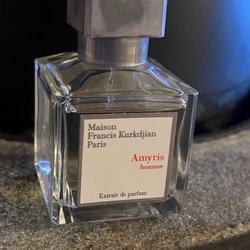 Maison
Francis Kurkdjian
Paris
Amyris
homme
Extrait de parfum